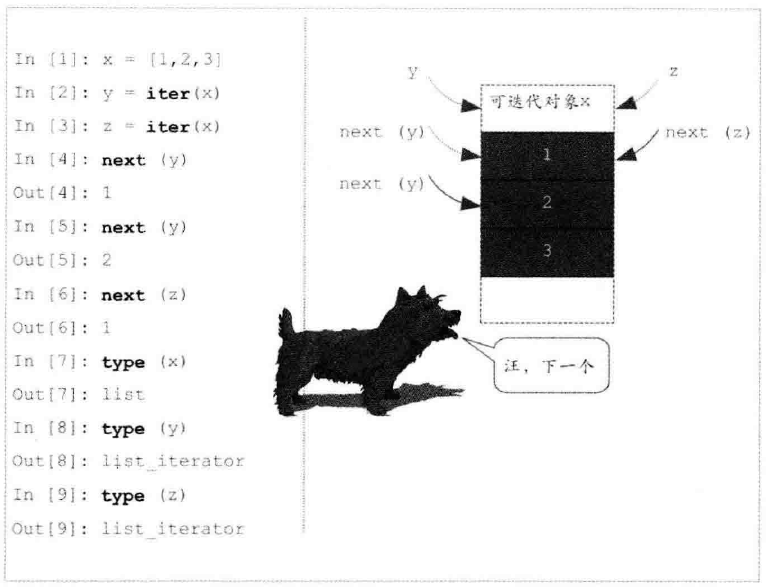 In [1]: x = [1,2,3]
In [2]: y = iter(x)
In [3]: z = iter(x)
In [4]: next (y)
Out[4]: 1
In [5]: next (y)
Out[5]: 2
In [6]: next (z)
Out[6]: 1
In [7]: type (x)
Out[7]: list
In [8]: type (y)
Out[8]: list_iterator
In [9]: type (z)
Out[9]: list_iterator
y
z
可迭代对象x
next (y)
1
next (z)
next (y)
2
3
汪，下一个